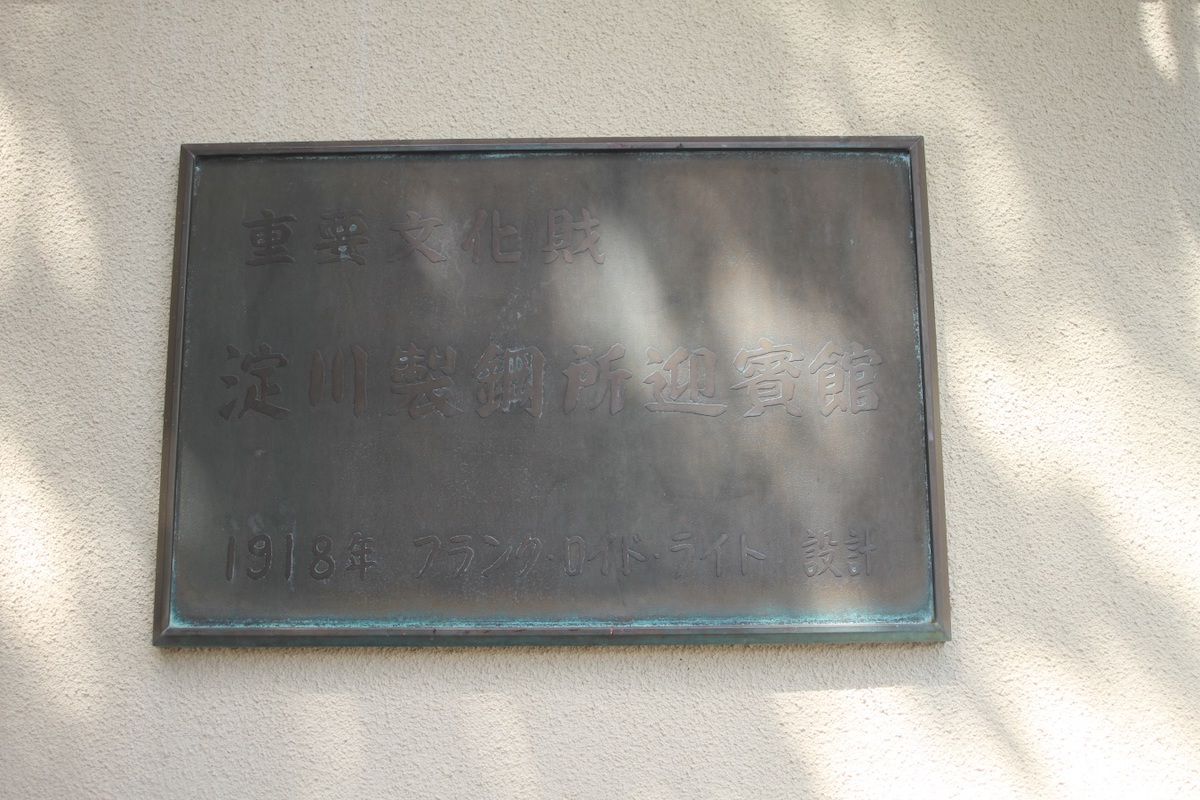 重要文化財
淀川製鋼所迎賓館
1918年 フランク・ロイド・ライト 設計